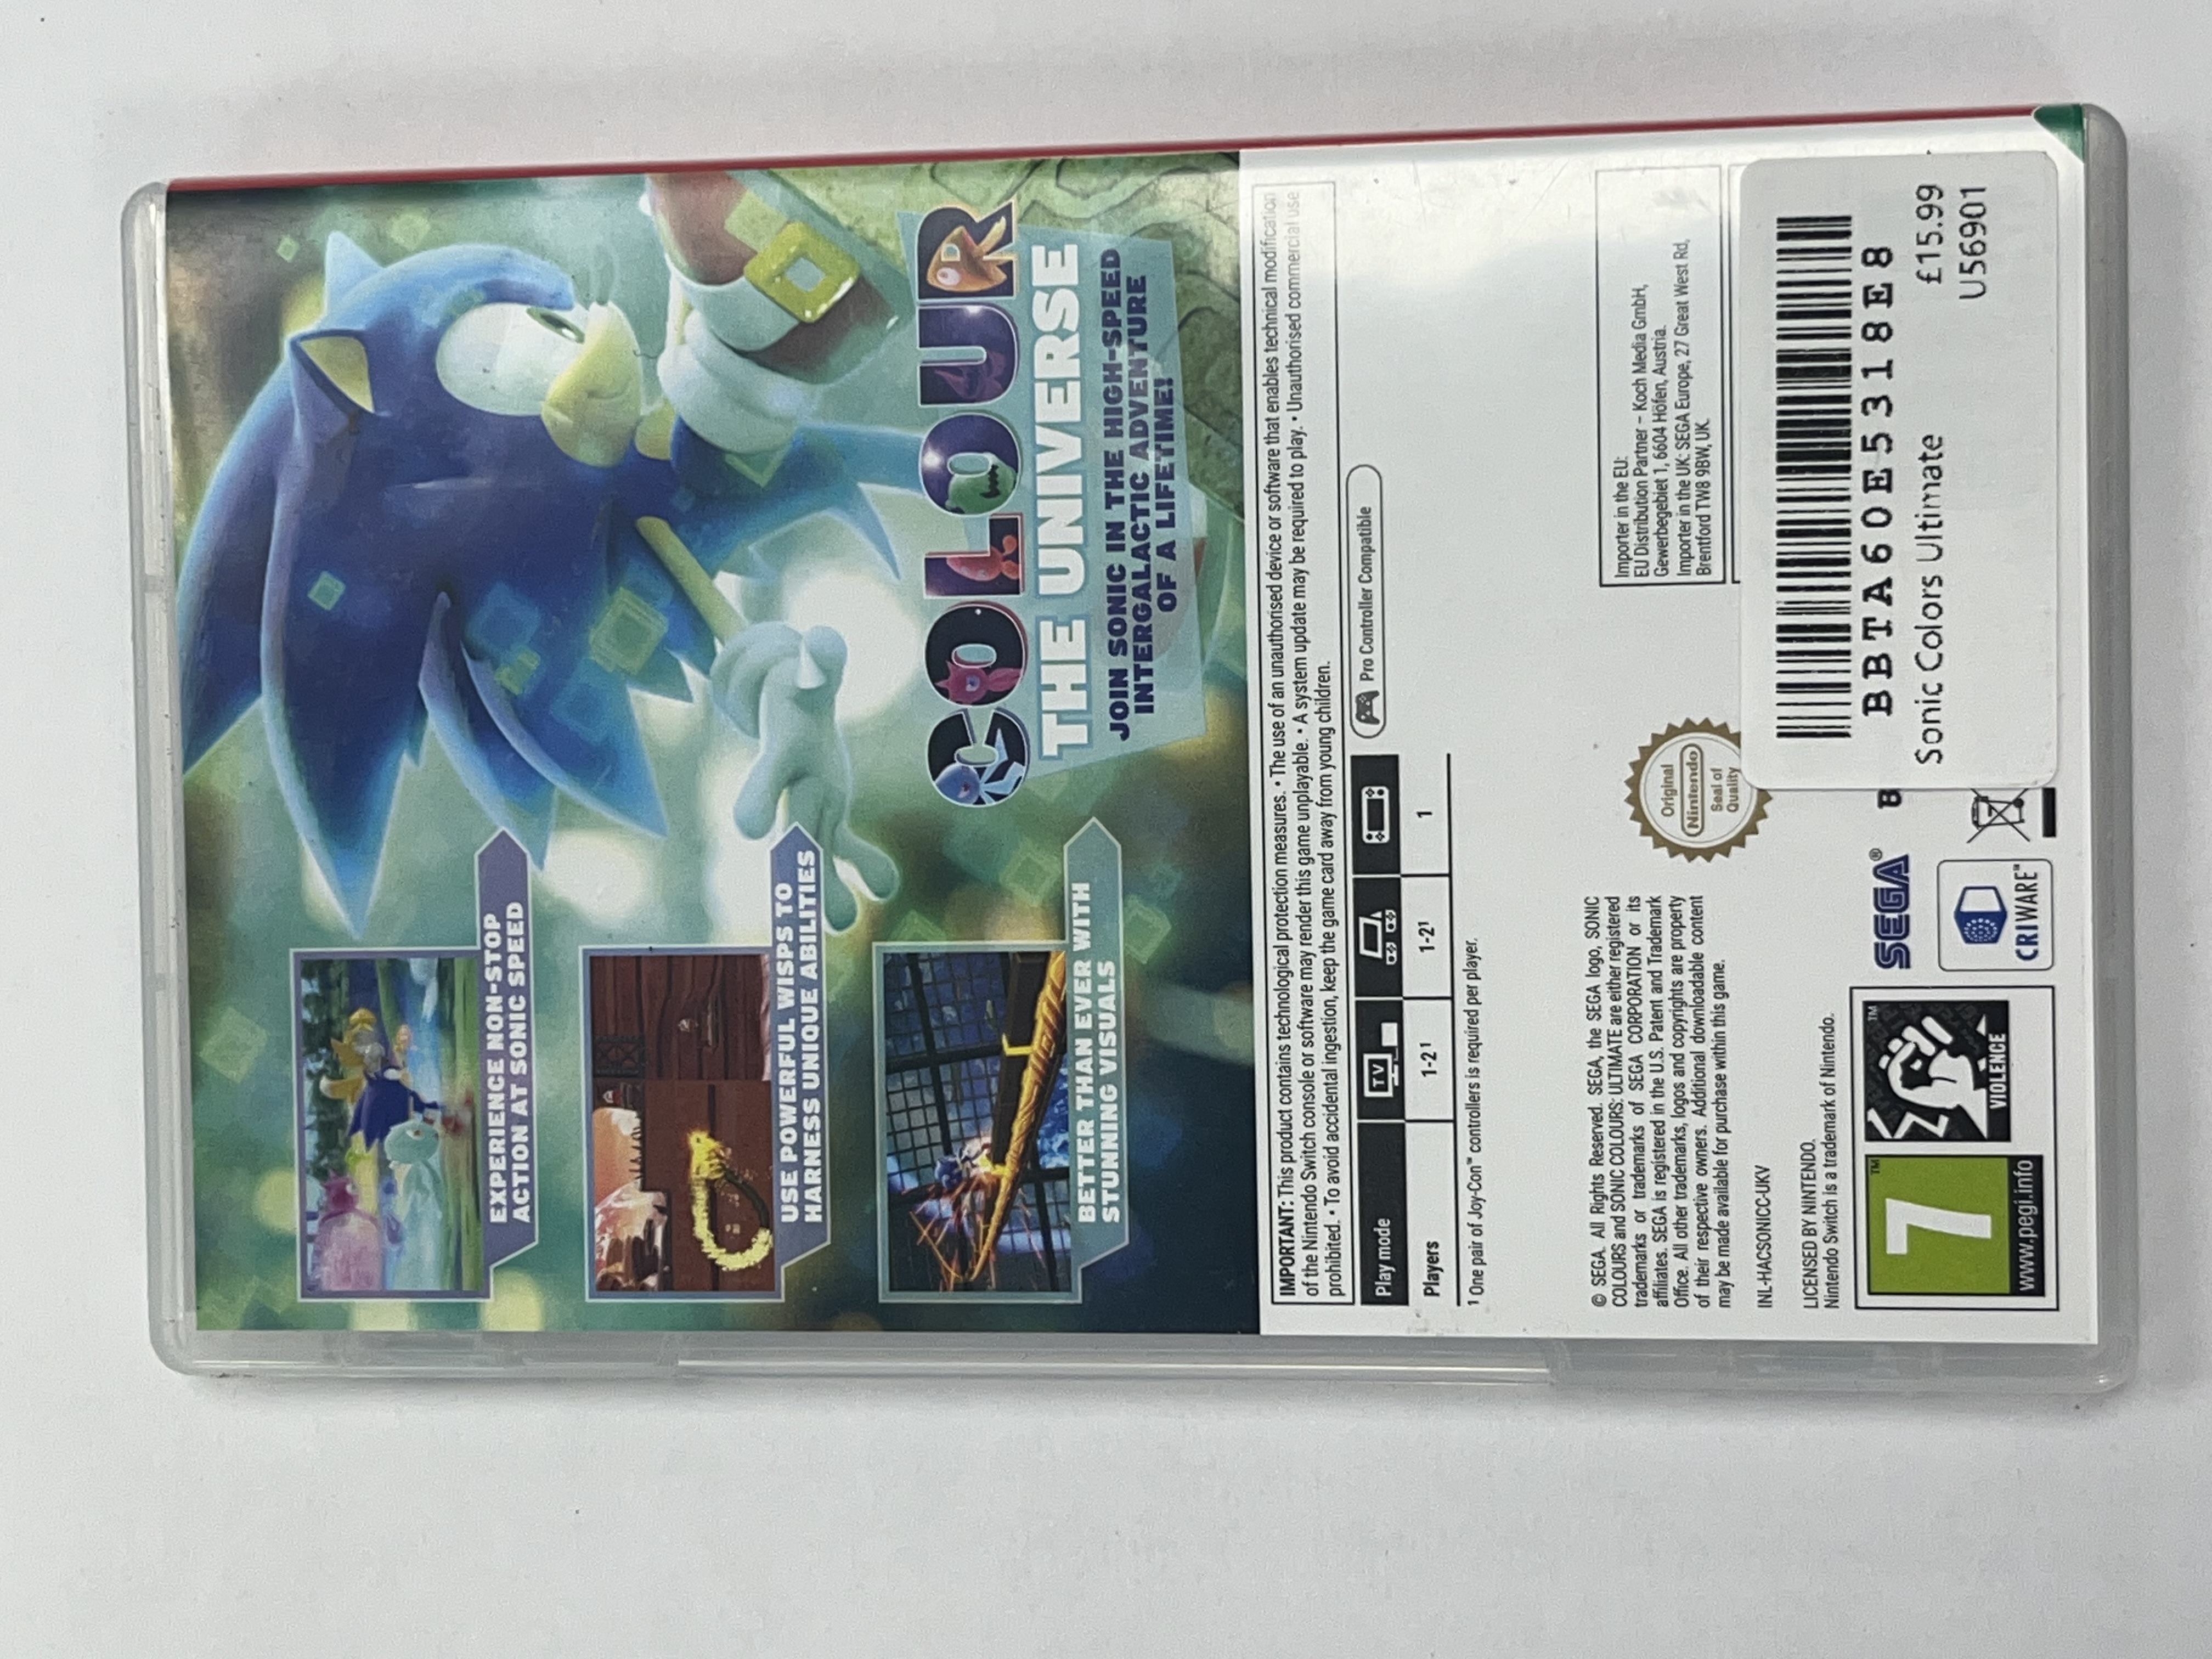 COLOUR
THE UNIVERSE
JOIN SONIC IN THE HIGH-SPEED
INTERGALACTIC ADVENTURE
OF A LIFETIME!
EXPERIENCE NON-STOP
ACTION AT SONIC SPEED
USE POWERFUL WISPS TO
HARNESS UNIQUE ABILITIES
BETTER THAN EVER WITH
STUNNING VISUALS
IMPORTANT: This product contains technological protection measures. • The use of an unauthorised device or software that enables technical modification
of the Nintendo Switch console or software may render this game unplayable. • A system update may be required to play. • Unauthorised commercial use
prohibited. • To avoid accidental ingestion, keep the game card away from young children.
Play mode TV
Pro Controller Compatible
Players 1-2¹ 1-2¹ 1
¹ One pair of Joy-Con™ controllers is required per player.
© SEGA. All Rights Reserved. SEGA, the SEGA logo, SONIC
COLOURS and SONIC COLOURS: ULTIMATE are either registered
trademarks or trademarks of SEGA CORPORATION or its
affiliates. SEGA is registered in the U.S. Patent and Trademark
Office. All other trademarks, logos and copyrights are property
of their respective owners. Additional downloadable content
may be made available for purchase within this game.
INL-HACSONICC-UKV
LICENSED BY NINTENDO.
Nintendo Switch is a trademark of Nintendo.
Importer in the EU:
EU Distribution Partner – Koch Media GmbH,
Gewerbegebiet 1, 6604 Höfen, Austria.
Importer in the UK: SEGA Europe, 27 Great West Rd,
Brentford TW8 9BW, UK.
Original
Nintendo
Seal of
Quality
7™
www.pegi.info
™
VIOLENCE
SEGA®
CRIWARE™
B
BBTA60E5318E8
Sonic Colors Ultimate £15.99
U56901